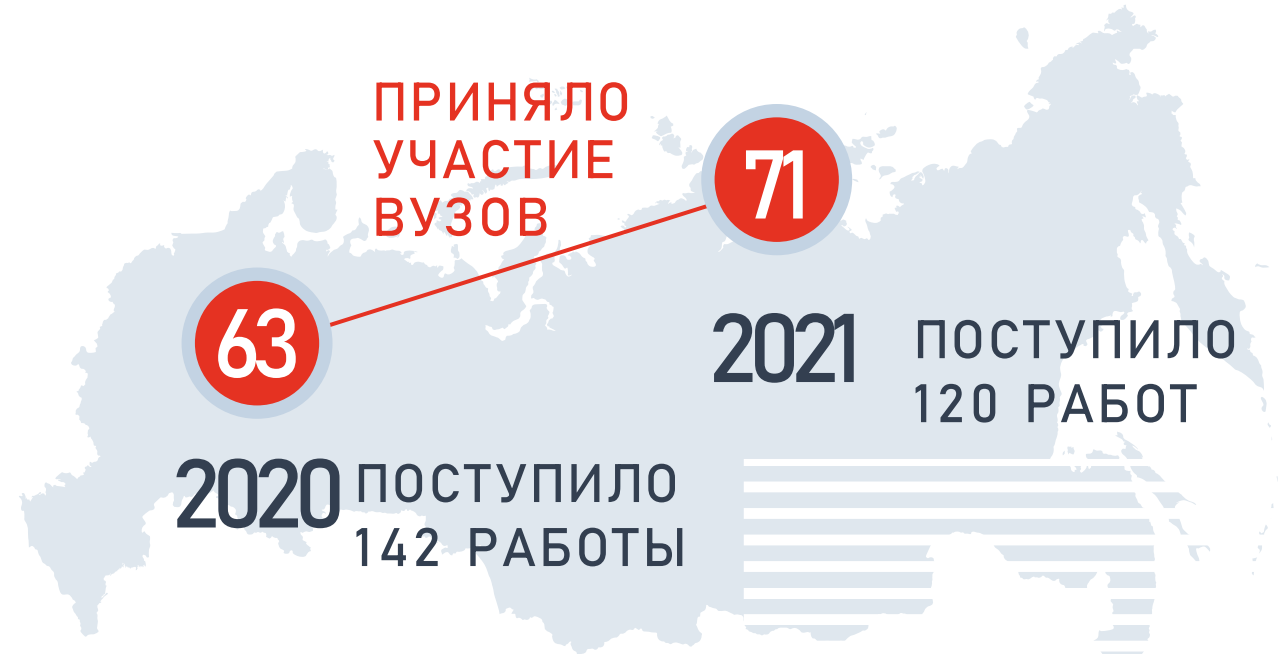 ПРИНЯЛО
УЧАСТИЕ
ВУЗОВ
71
63
2021
ПОСТУПИЛО
120 РАБОТ
2020
ПОСТУПИЛО
142 РАБОТЫ